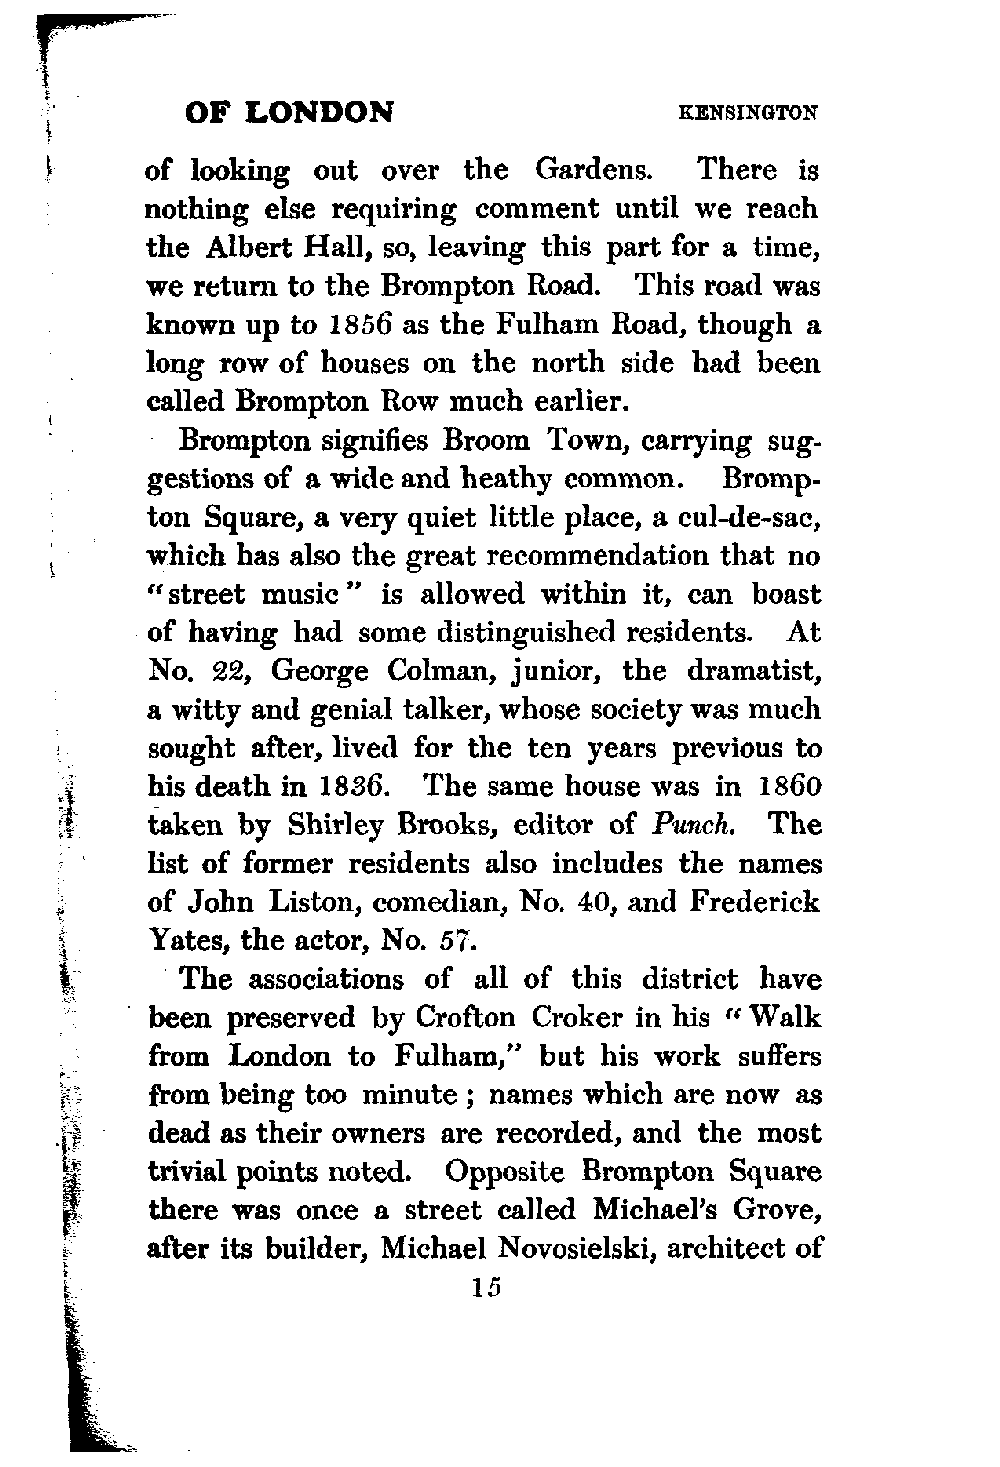 OF LONDON KENSINGTON
of looking out over the Gardens. There is
nothing else requiring comment until we reach
the Albert Hall, so, leaving this part for a time,
we return to the Brompton Road. This road was
known up to 1856 as the Fulham Road, though a
long row of houses on the north side had been
called Brompton Row much earlier.
Brompton signifies Broom Town, carrying sug-
gestions of a wide and heathy common. Bromp-
ton Square, a very quiet little place, a cul-de-sac,
which has also the great recommendation that no
“street music” is allowed within it, can boast
of having had some distinguished residents. At
No. 22, George Colman, junior, the dramatist,
a witty and genial talker, whose society was much
sought after, lived for the ten years previous to
his death in 1836. The same house was in 1860
taken by Shirley Brooks, editor of Punch. The
list of former residents also includes the names
of John Liston, comedian, No. 40, and Frederick
Yates, the actor, No. 57.
The associations of all of this district have
been preserved by Crofton Croker in his “Walk
from London to Fulham,” but his work suffers
from being too minute; names which are now as
dead as their owners are recorded, and the most
trivial points noted. Opposite Brompton Square
there was once a street called Michael's Grove,
after its builder, Michael Novosielski, architect of
15